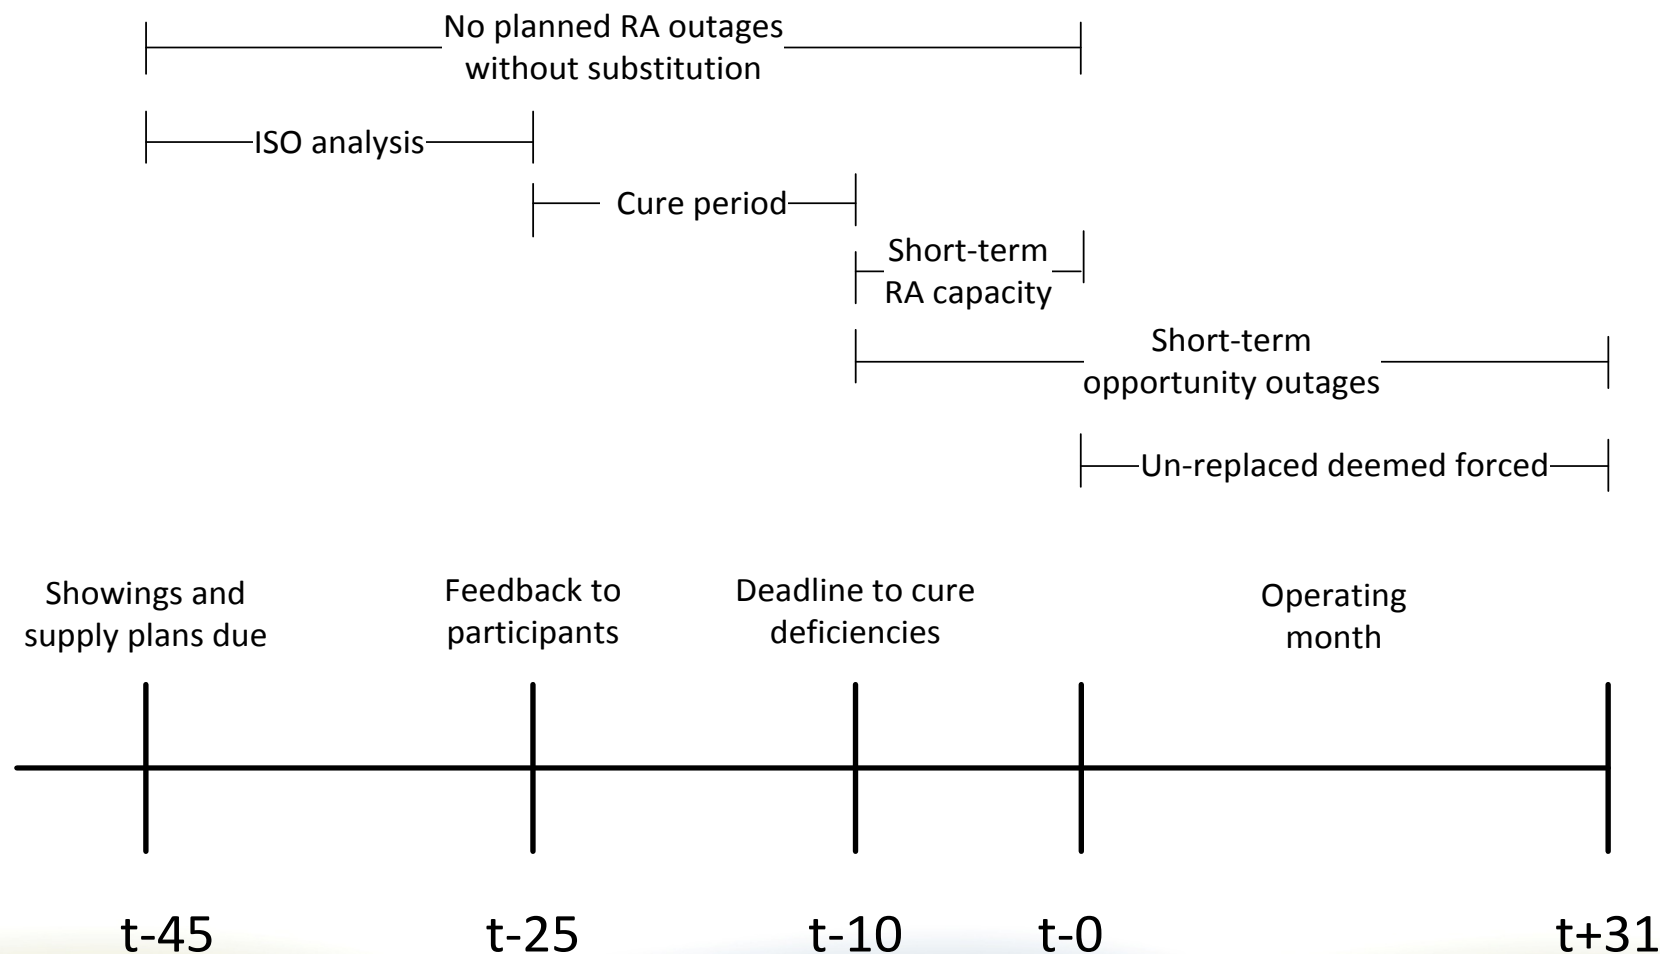 No planned RA outages
without substitution
ISO analysis
Cure period
Short-term
RA capacity
Short-term
opportunity outages
Un-replaced deemed forced
Showings and
supply plans due
Feedback to
participants
Deadline to cure
deficiencies
Operating
month
t-45
t-25
t-10
t-0
t+31